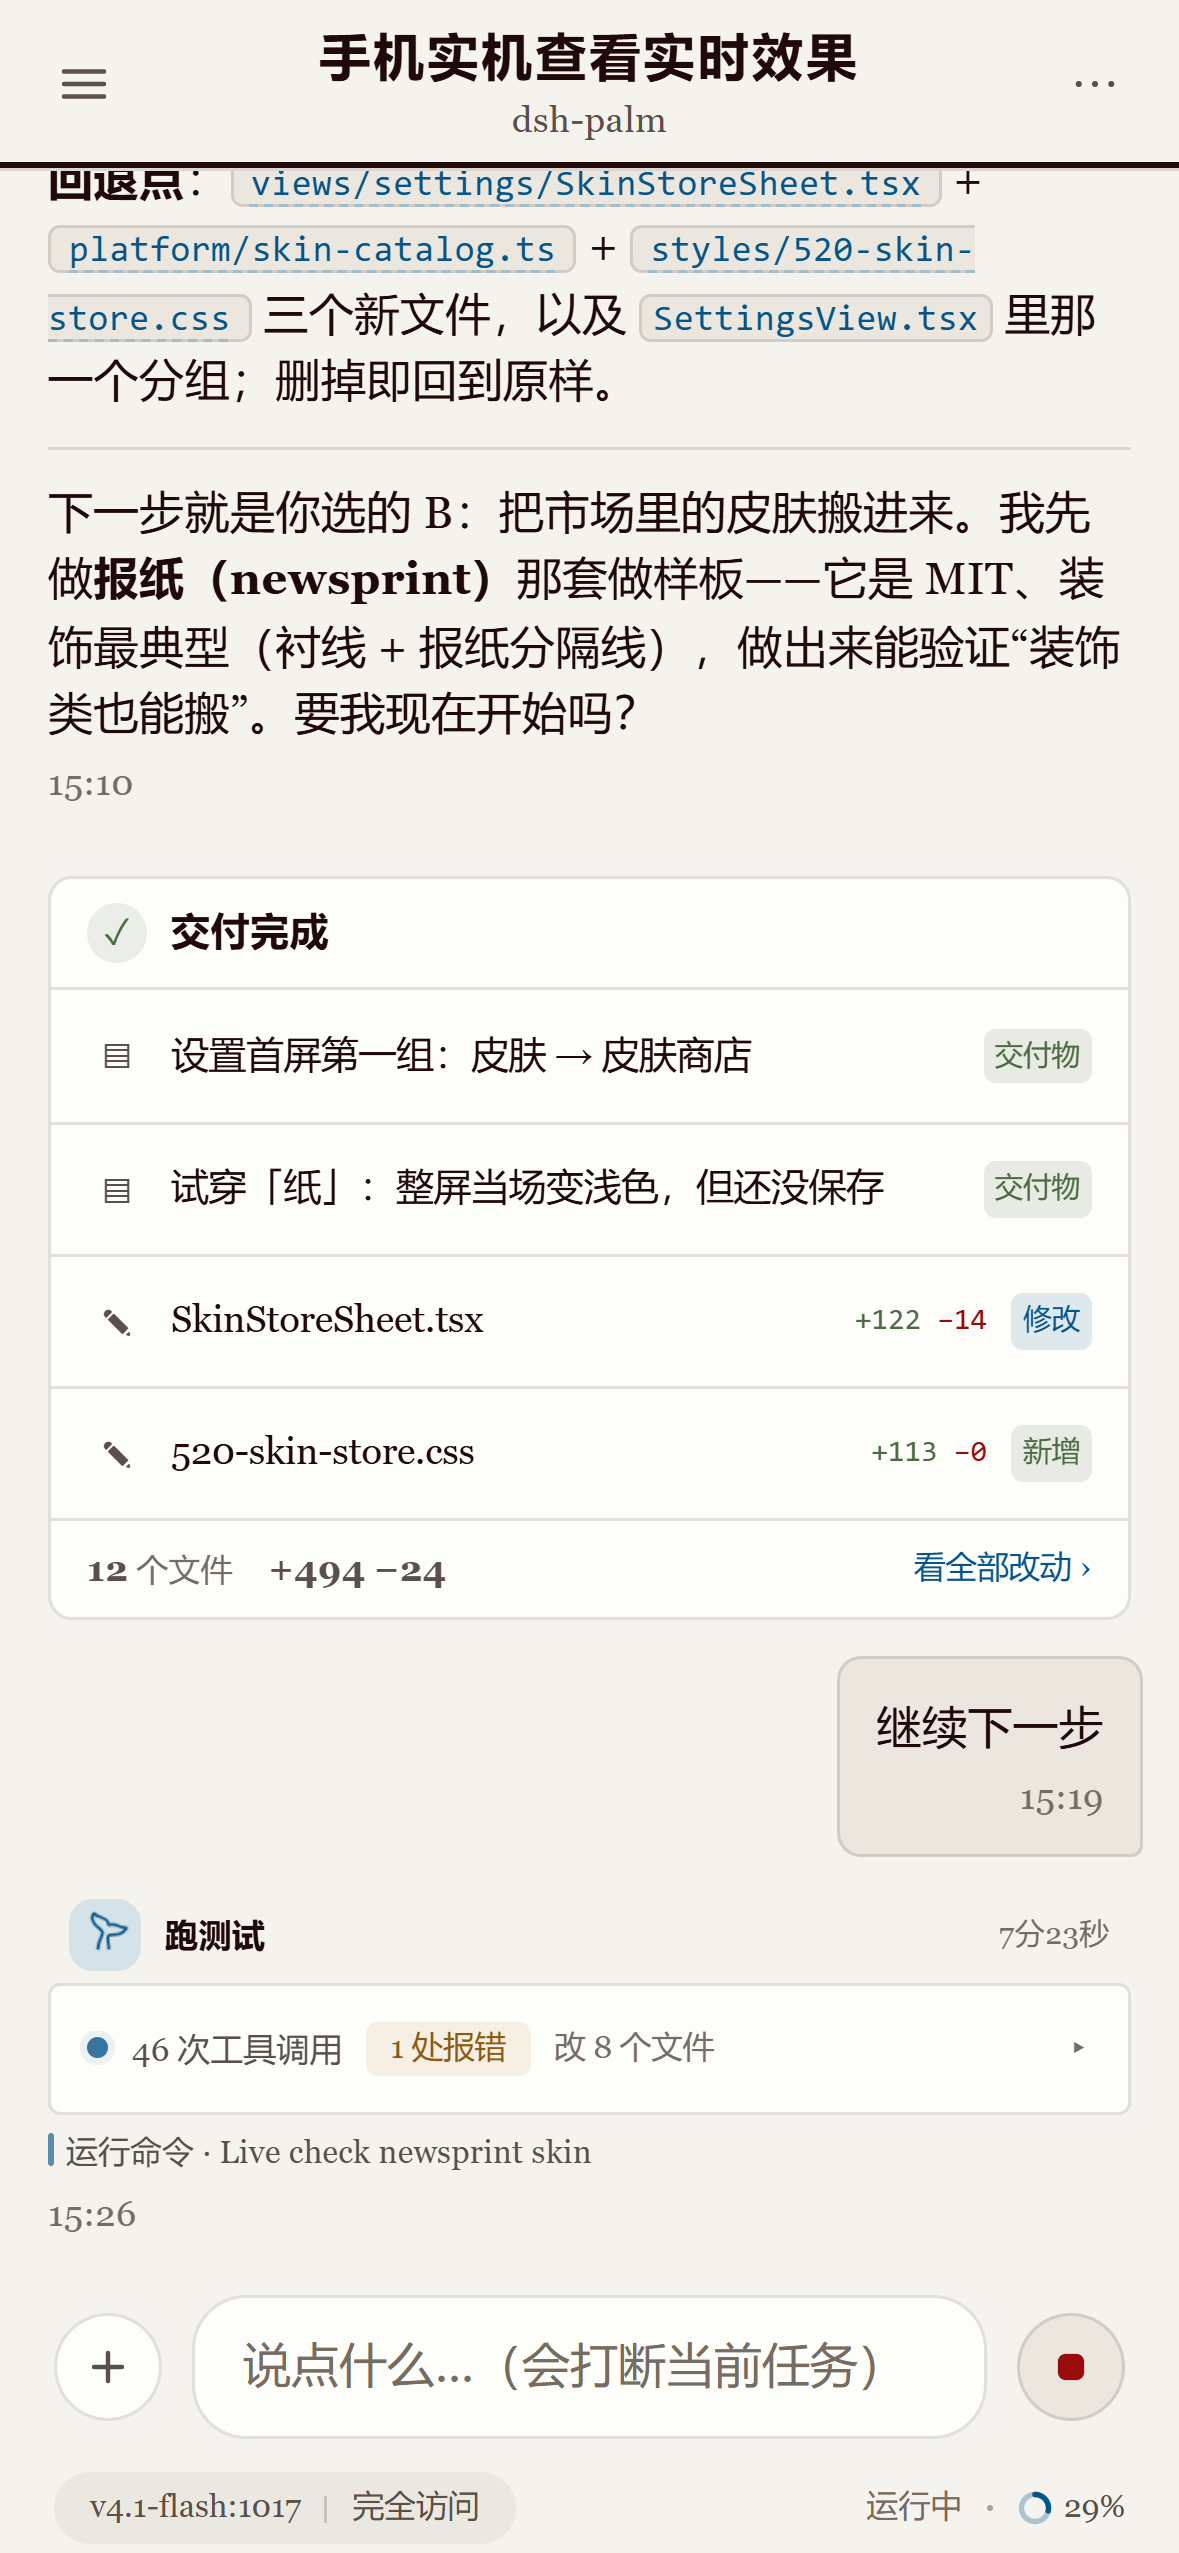 手机实机查看实时效果
dsh-palm
...
回退点：views/settings/SkinStoreSheet.tsx +
platform/skin-catalog.ts + styles/520-skin-
store.css 三个新文件，以及 SettingsView.tsx 里那
一个分组；删掉即回到原样。
下一步就是你选的 B：把市场里的皮肤搬进来。我先
做报纸（newsprint）那套做样板——它是 MIT、装
饰最典型（衬线 + 报纸分隔线），做出来能验证“装饰
类也能搬”。要我现在开始吗？
15:10
✓ 交付完成
设置首屏第一组：皮肤 → 皮肤商店 交付物
试穿「纸」：整屏当场变浅色，但还没保存 交付物
SkinStoreSheet.tsx +122 −14 修改
520-skin-store.css +113 −0 新增
12 个文件 +494 −24 看全部改动 ›
继续下一步
15:19
跑测试 7分23秒
46 次工具调用 1 处报错 改 8 个文件 ▸
运行命令 · Live check newsprint skin
15:26
+ 说点什么...（会打断当前任务）
v4.1-flash:1017 | 完全访问 运行中 · 29%